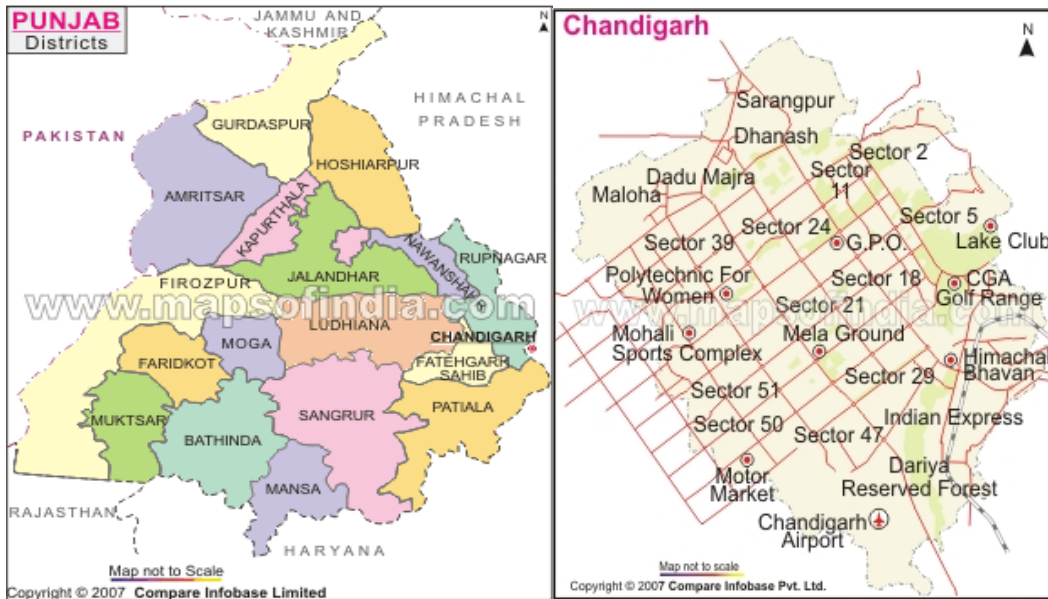 PUNJAB
Districts
JAMMU AND
KASHMIR
N
HIMACHAL
PRADESH
PAKISTAN
GURDASPUR
HOSHIARPUR
AMRITSAR
KAPURTHALA
NAWANSHAHR
RUPNAGAR
JALANDHAR
FIROZPUR
www.mapsofindia.com
LUDHIANA
CHANDIGARH
MOGA
FARIDKOT
FATEHGARH
SAHIB
MUKTSAR
SANGRUR
PATIALA
BATHINDA
MANSA
RAJASTHAN
HARYANA
Map not to Scale
Copyright © 2007 Compare Infobase Limited
Chandigarh
N
Sarangpur
Dhanash
Sector 2
Dadu Majra
Sector
11
Maloha
Sector 5
Sector 24
Lake Club
Sector 39
G.P.O.
Polytechnic For
Women
Sector 18
CGA
Golf Range
Sector 21
www.mapsofindia.com
Mohali
Sports Complex
Mela Ground
Himachal
Bhavan
Sector 29
Sector 51
Indian Express
Sector 50
Sector 47
Motor
Market
Dariya
Reserved Forest
Chandigarh
Airport
Map not to scale
Copyright © 2007 Compare Infobase Pvt. Ltd.